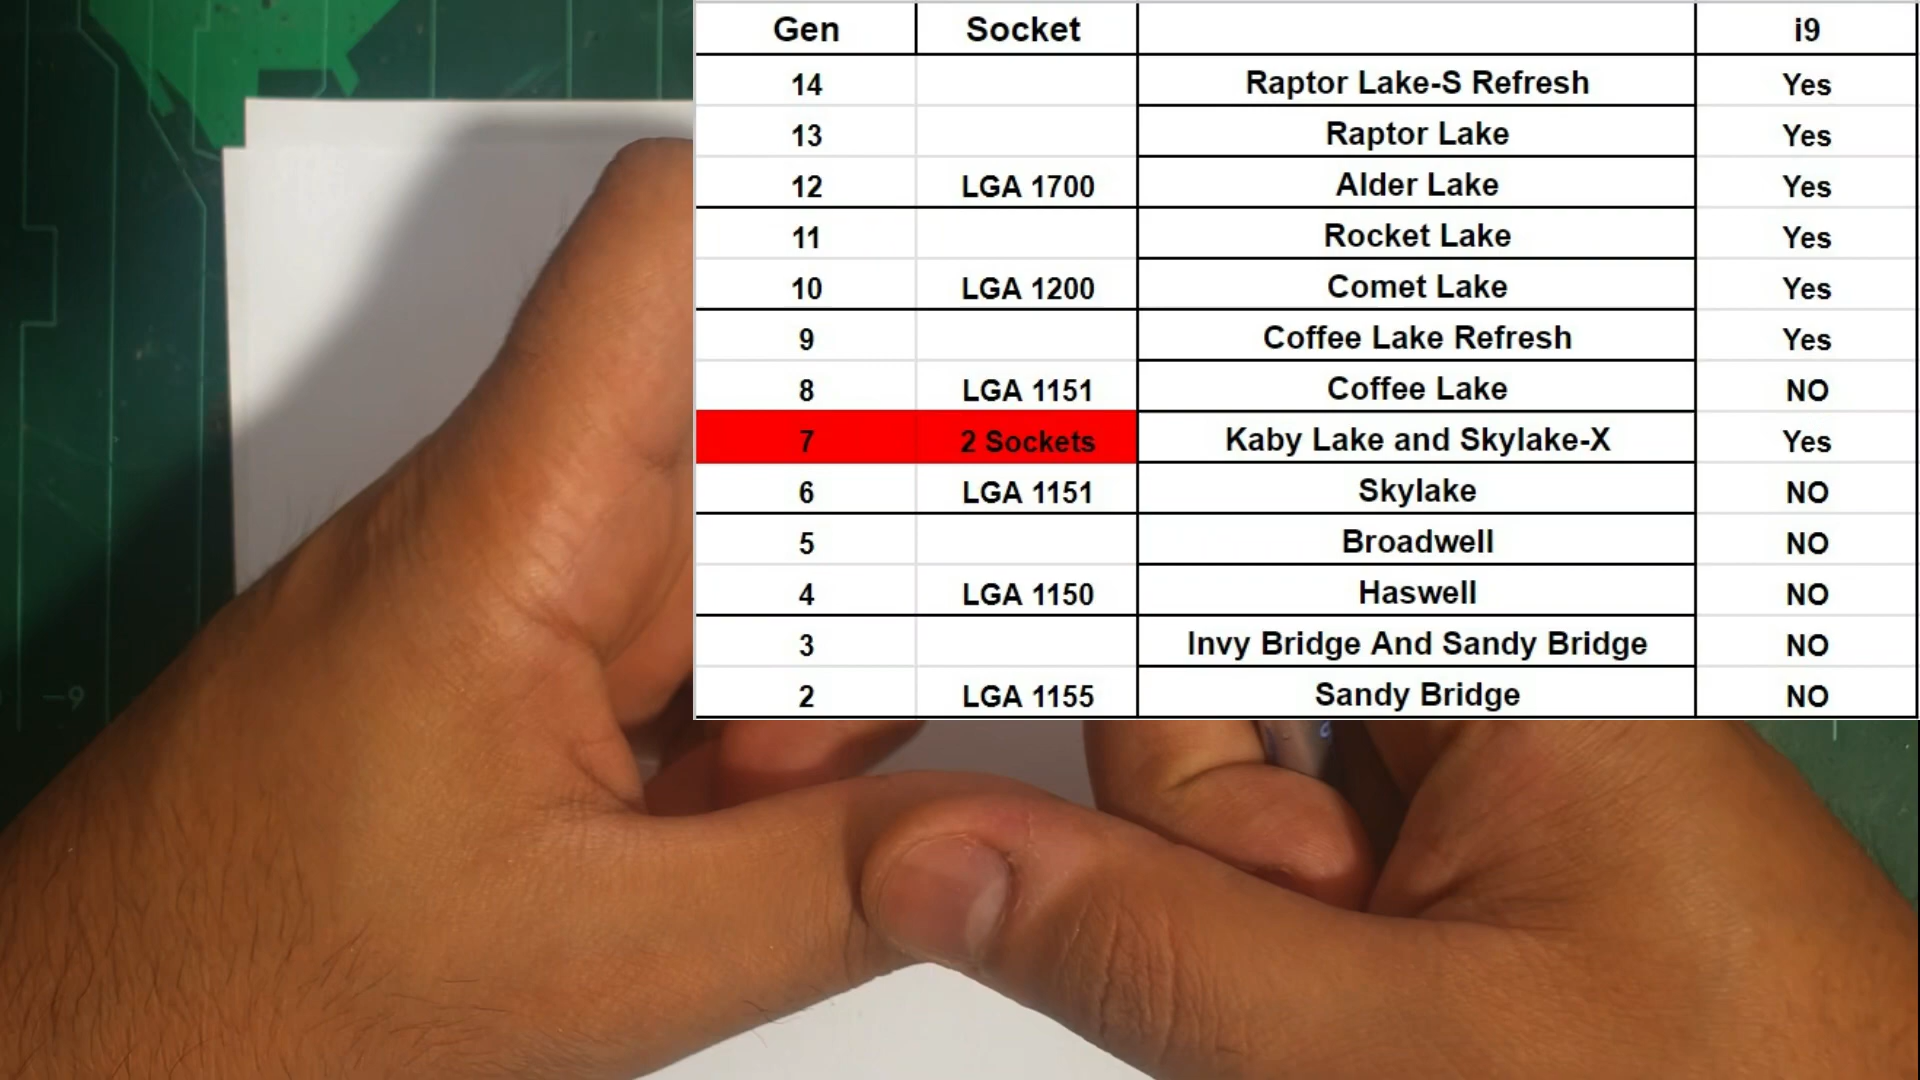 Gen Socket i9
14 Raptor Lake-S Refresh Yes
13 Raptor Lake Yes
12 LGA 1700 Alder Lake Yes
11 Rocket Lake Yes
10 LGA 1200 Comet Lake Yes
9 Coffee Lake Refresh Yes
8 LGA 1151 Coffee Lake NO
7 2 Sockets Kaby Lake and Skylake-X Yes
6 LGA 1151 Skylake NO
5 Broadwell NO
4 LGA 1150 Haswell NO
3 Invy Bridge And Sandy Bridge NO
2 LGA 1155 Sandy Bridge NO
9